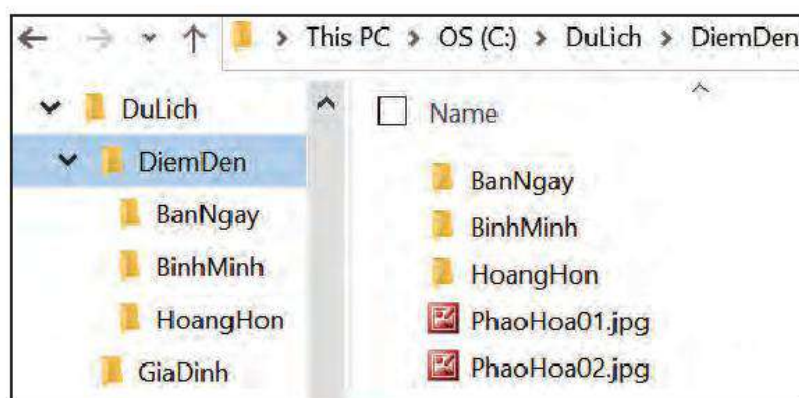 This PC > OS (C:) > DuLich > DiemDen
DuLich
DiemDen
BanNgay
BinhMinh
HoangHon
GiaDinh
Name
BanNgay
BinhMinh
HoangHon
PhaoHoa01.jpg
PhaoHoa02.jpg